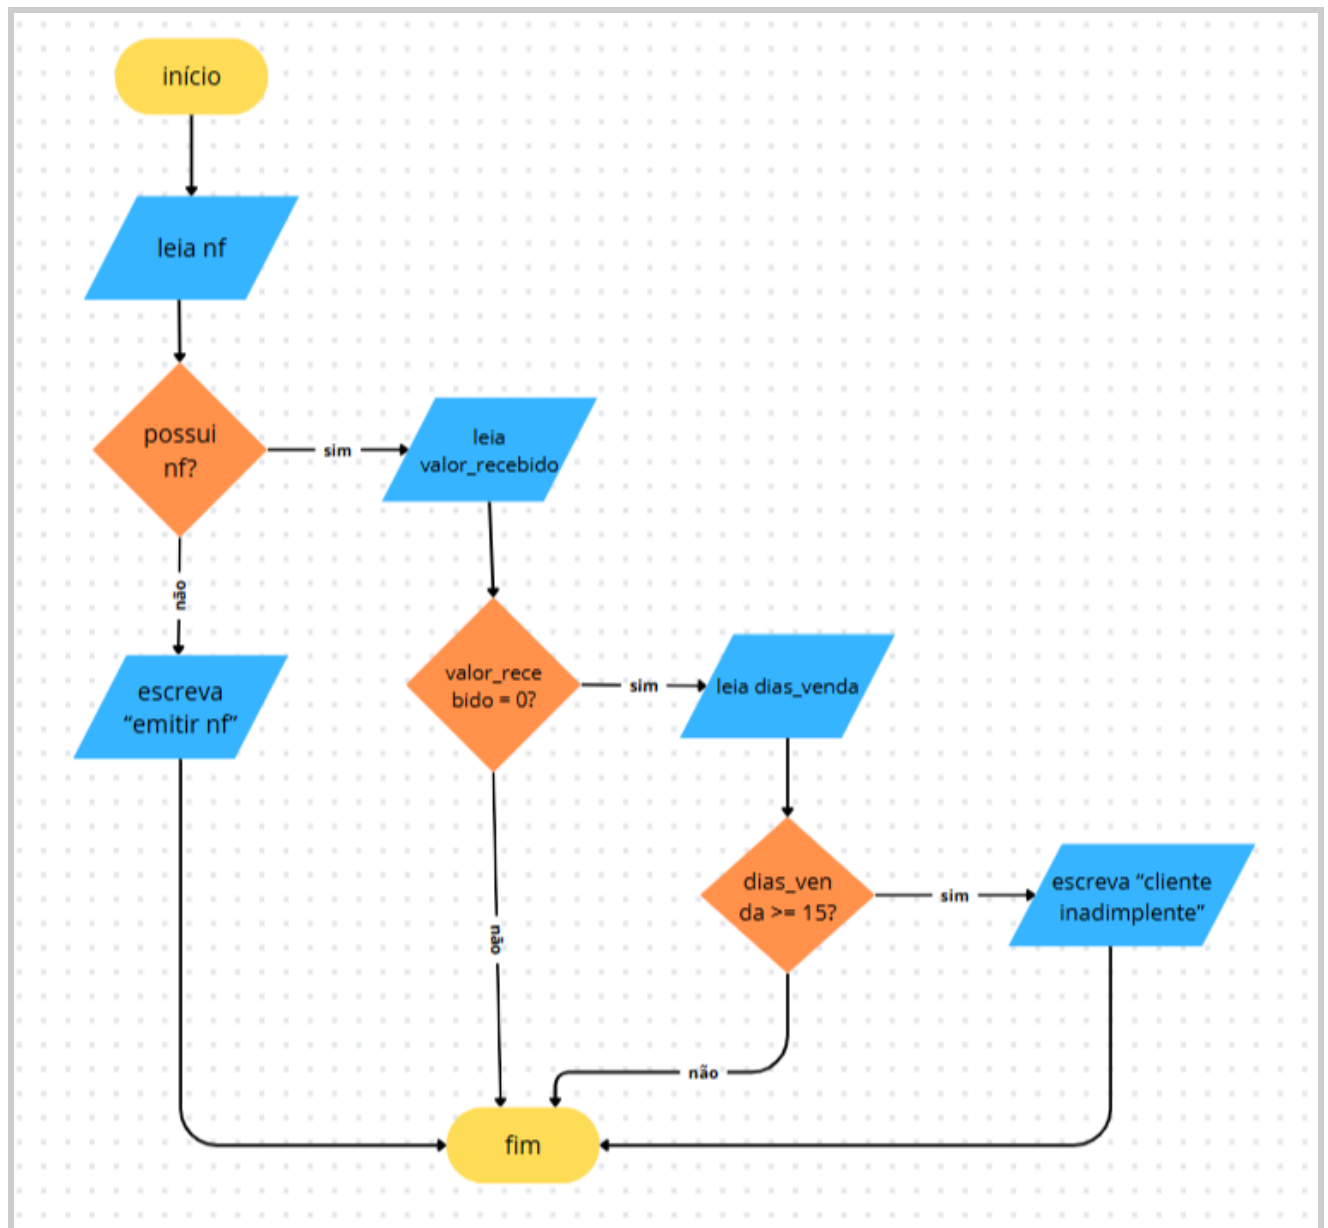 início
leia nf
possui
nf?
sim
leia
valor_recebido
não
escreva
“emitir nf”
valor_rece
bido = 0?
sim
leia dias_venda
não
dias_ven
da >= 15?
sim
escreva “cliente
inadimplente”
não
fim